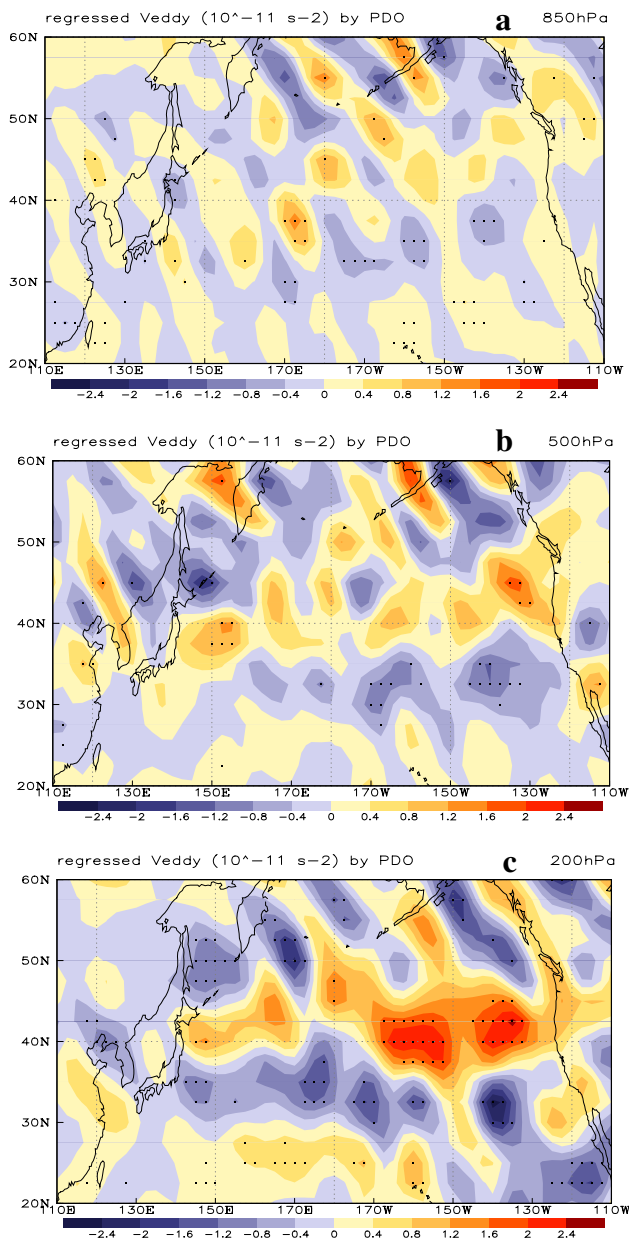 regressed Veddy (10^−11 s−2) by PDO a 850hPa
60N
50N
40N
30N
20N
110E 130E 150E 170E 170W 150W 130W 110W
−2.4 −2 −1.6 −1.2 −0.8 −0.4 0 0.4 0.8 1.2 1.6 2 2.4
regressed Veddy (10^−11 s−2) by PDO b 500hPa
60N
50N
40N
30N
20N
110E 130E 150E 170E 170W 150W 130W 110W
−2.4 −2 −1.6 −1.2 −0.8 −0.4 0 0.4 0.8 1.2 1.6 2 2.4
regressed Veddy (10^−11 s−2) by PDO c 200hPa
60N
50N
40N
30N
20N
110E 130E 150E 170E 170W 150W 130W 110W
−2.4 −2 −1.6 −1.2 −0.8 −0.4 0 0.4 0.8 1.2 1.6 2 2.4